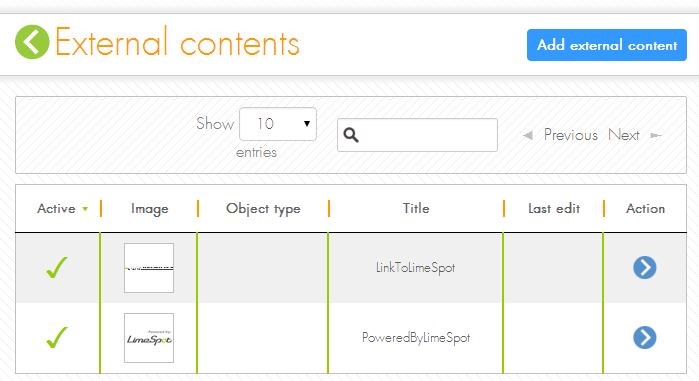 External contents
Add external content
Show 10
entries
Previous Next
Active Image Object type Title Last edit Action
LinkToLimeSpot
Powered by
LimeSpot PoweredByLimeSpot